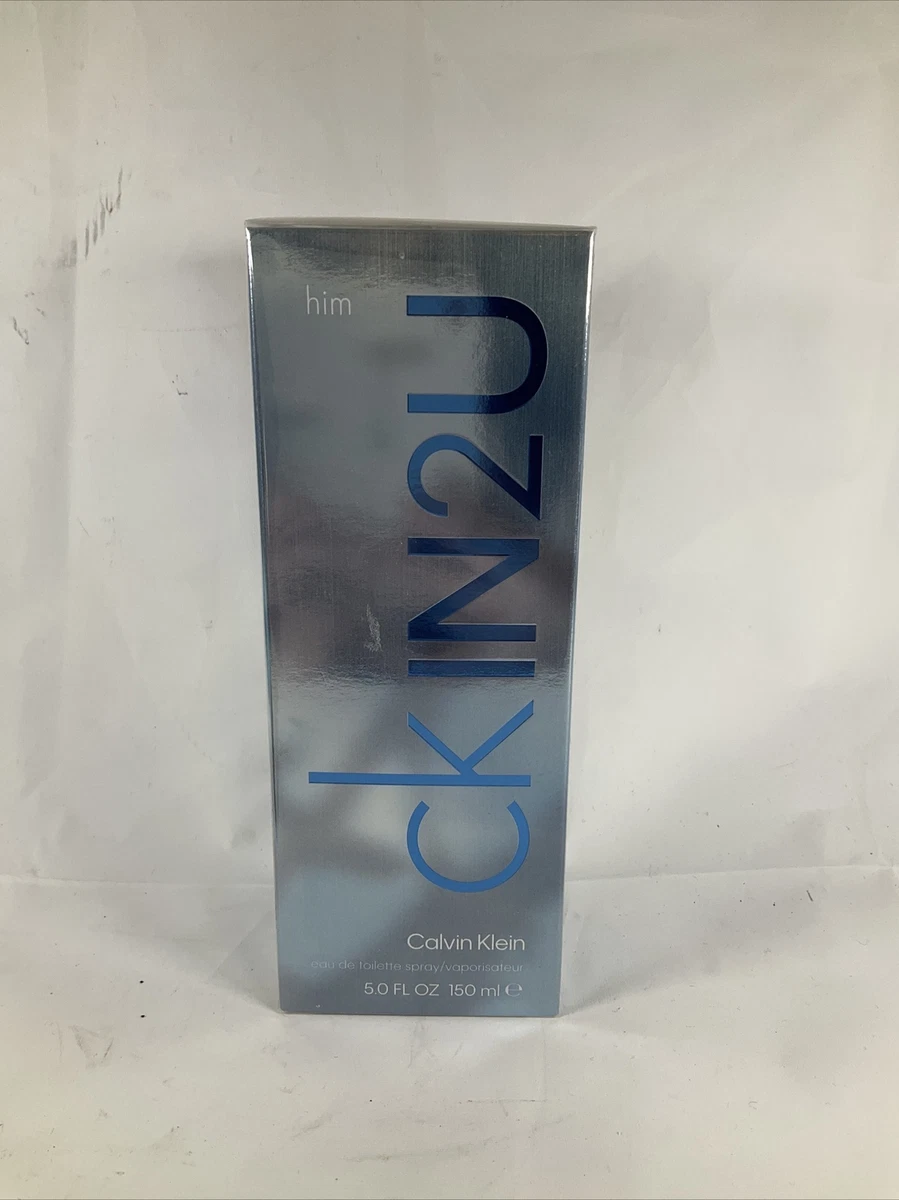 him
ckIN2U
Calvin Klein
eau de toilette spray/vaporisateur
5.0 FL OZ 150 ml ℮